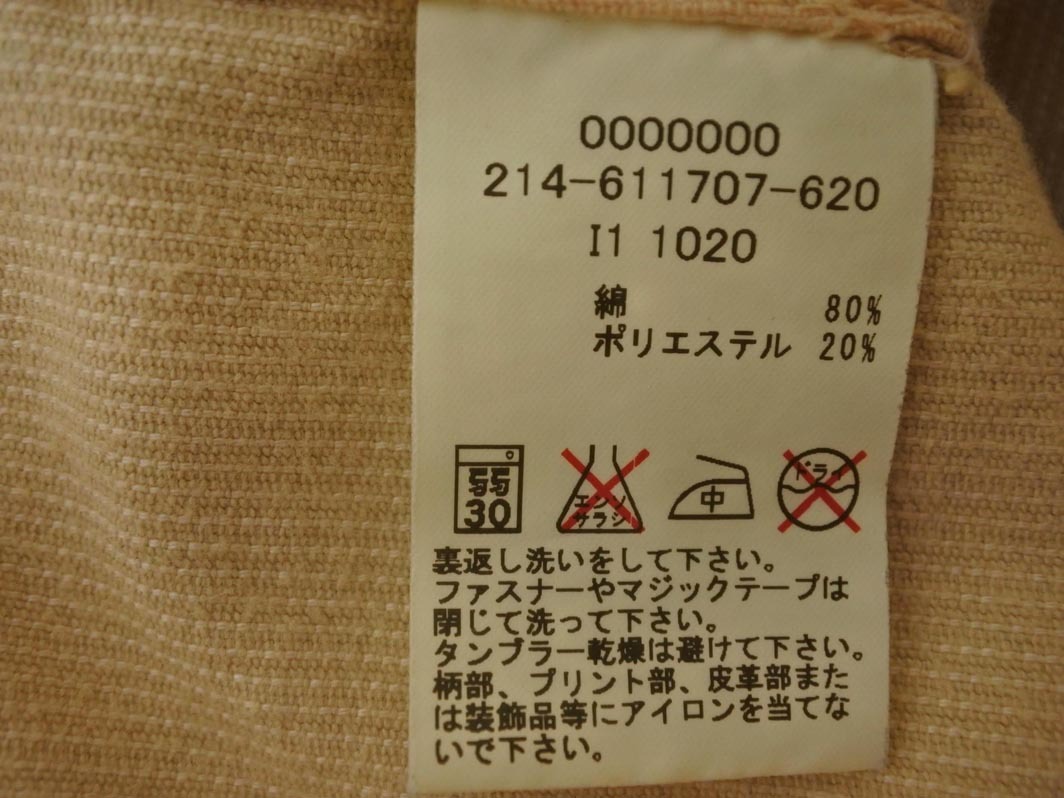 0000000
214-611707-620
I1 1020
綿 80%
ポリエステル 20%
弱 30 エンソサラシ 中 ドライ
裏返し洗いをして下さい。
ファスナーやマジックテープは
閉じて洗って下さい。
タンブラー乾燥は避けて下さい。
柄部、プリント部、皮革部また
は装飾品等にアイロンを当てな
いで下さい。